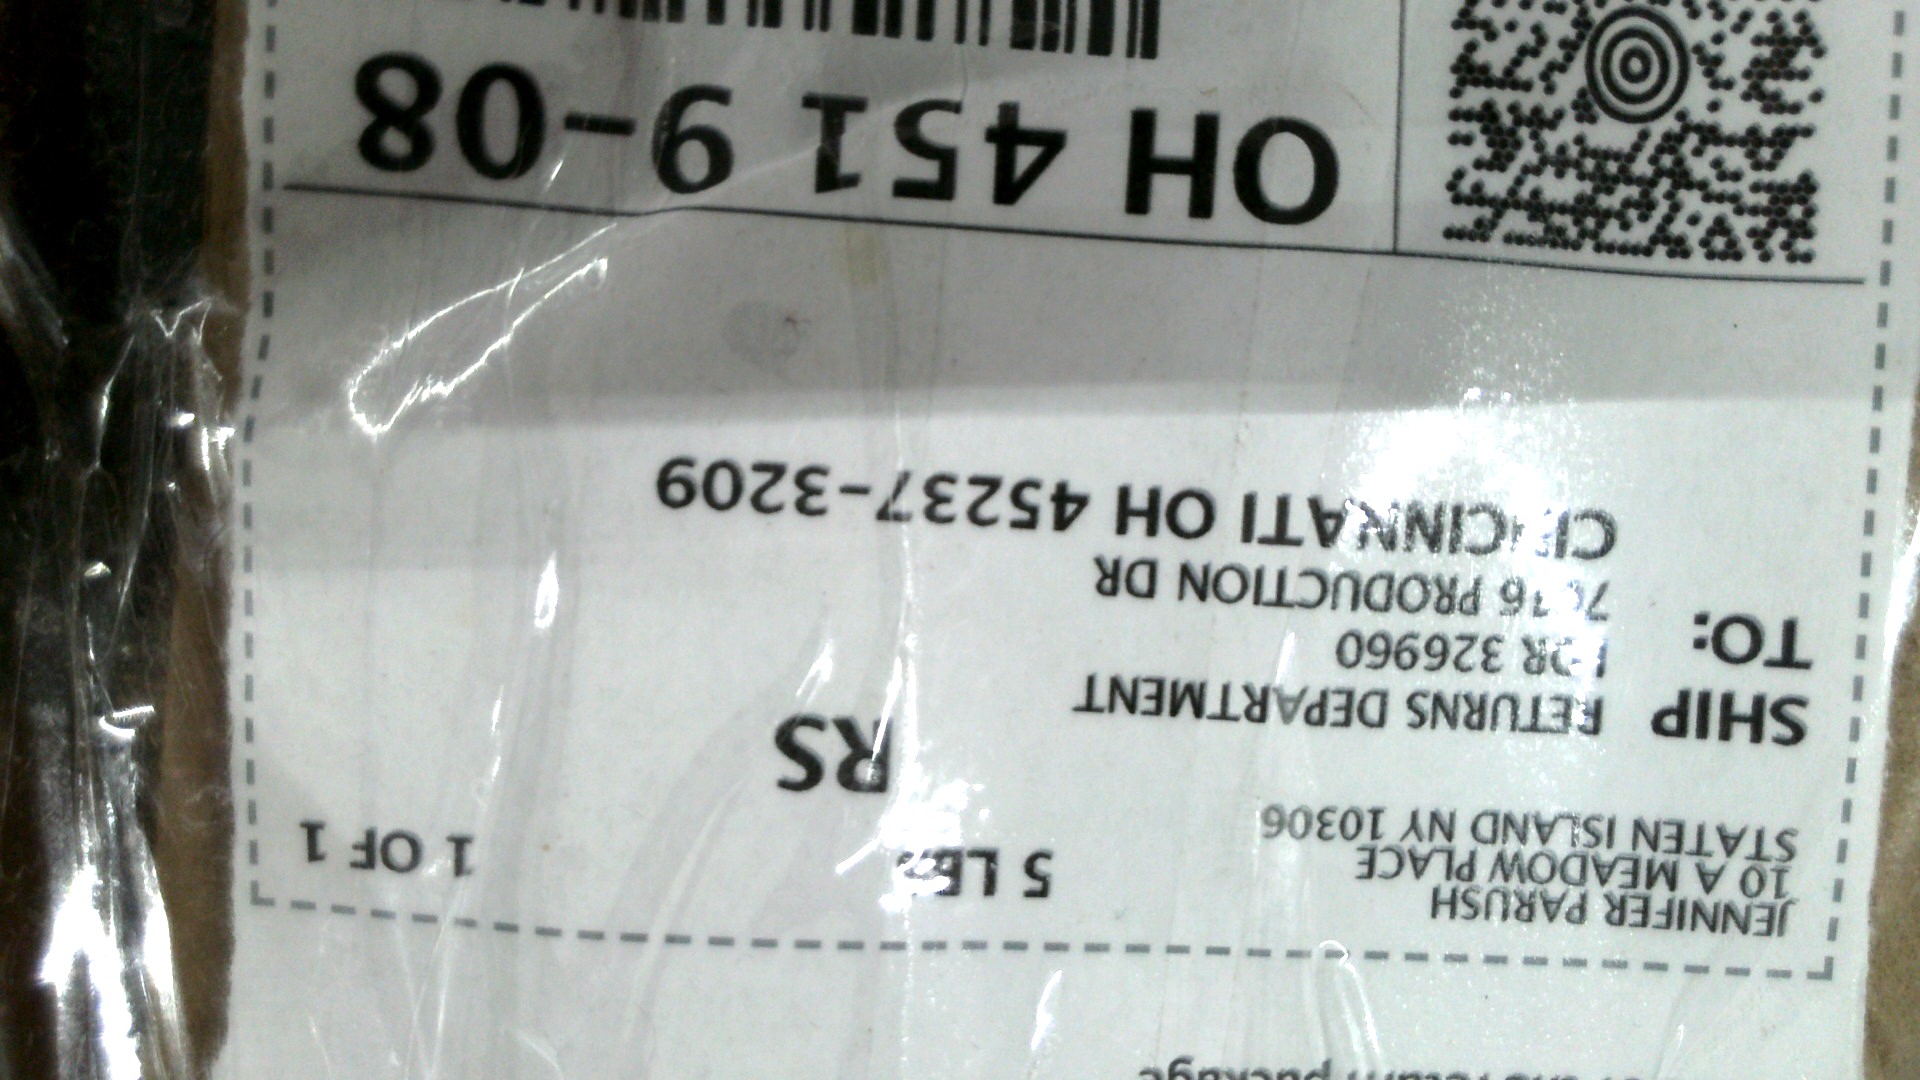 JENNIFER PARUSH
10 A MEADOW PLACE
STATEN ISLAND NY 10306
5 LBS
1 OF 1
RS
SHIP TO:
RETURNS DEPARTMENT
326960
PRODUCTION DR
CINCINNATI OH 45237-3209
OH 451 9-08